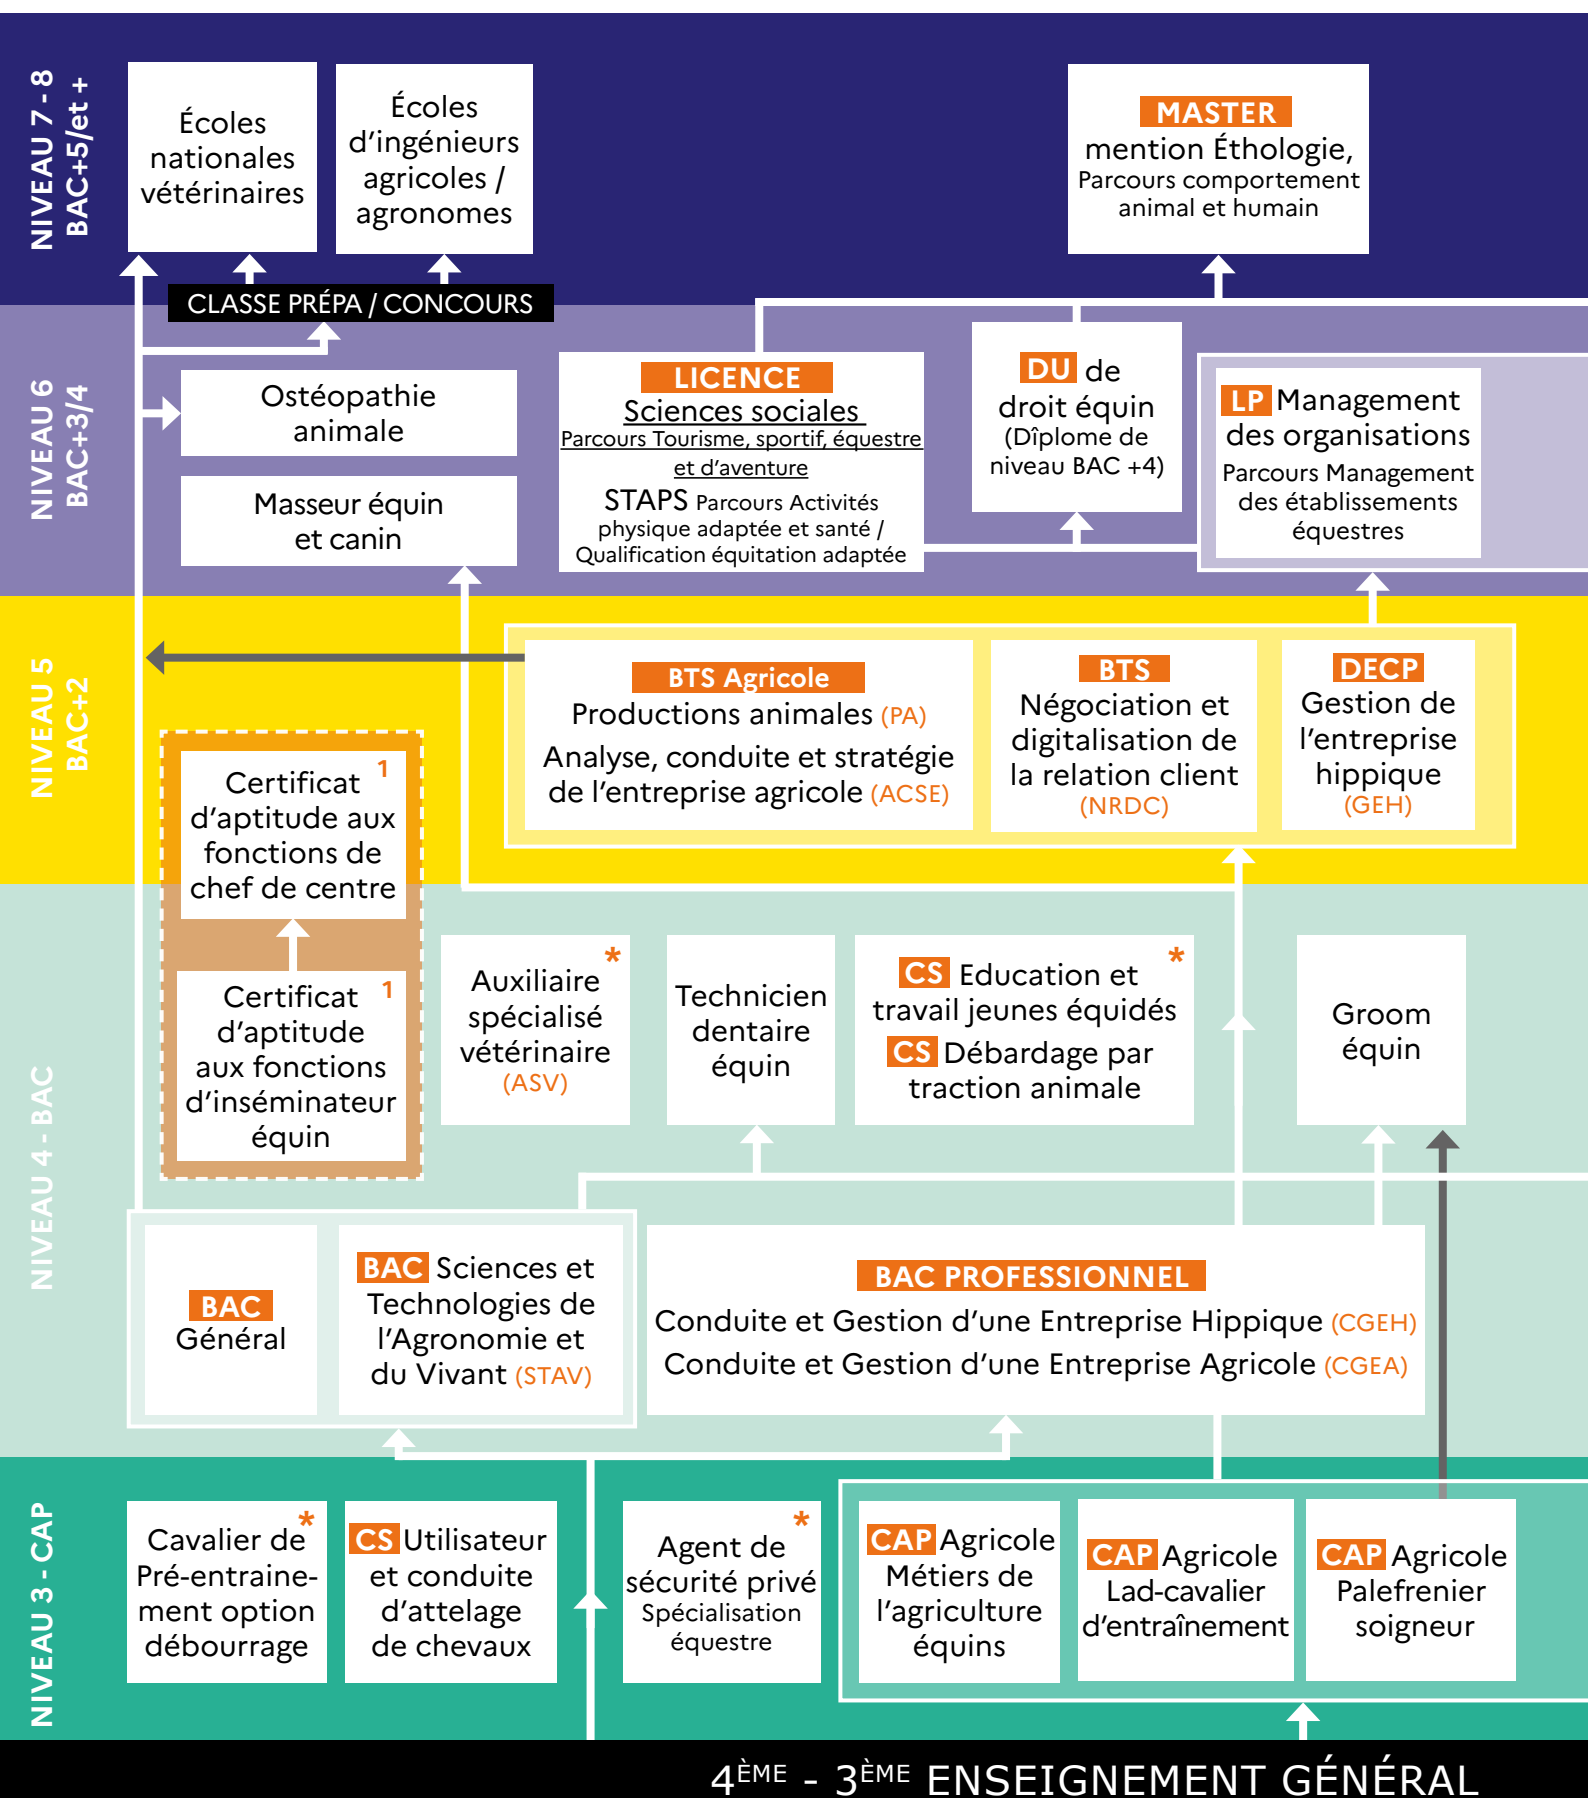 NIVEAU 7 - 8
BAC+5/et +
Écoles
nationales
vétérinaires
Écoles
d'ingénieurs
agricoles /
agronomes
MASTER
mention Éthologie,
Parcours comportement
animal et humain
CLASSE PRÉPA / CONCOURS
NIVEAU 6
BAC+3/4
Ostéopathie
animale
Masseur équin
et canin
LICENCE
Sciences sociales
Parcours Tourisme, sportif, équestre
et d'aventure
STAPS Parcours Activités
physique adaptée et santé /
Qualification équitation adaptée
DU de
droit équin
(Dîplome de
niveau BAC +4)
LP Management
des organisations
Parcours Management
des établissements
équestres
NIVEAU 5
BAC+2
BTS Agricole
Productions animales (PA)
Analyse, conduite et stratégie
de l'entreprise agricole (ACSE)
BTS
Négociation et
digitalisation de
la relation client
(NRDC)
DECP
Gestion de
l'entreprise
hippique
(GEH)
Certificat 1
d'aptitude aux
fonctions de
chef de centre
NIVEAU 4 - BAC
Certificat 1
d'aptitude
aux fonctions
d'inséminateur
équin
Auxiliaire *
spécialisé
vétérinaire
(ASV)
Technicien
dentaire
équin
CS Education et *
travail jeunes équidés
CS Débardage par
traction animale
Groom
équin
BAC
Général
BAC Sciences et
Technologies de
l'Agronomie et
du Vivant (STAV)
BAC PROFESSIONNEL
Conduite et Gestion d'une Entreprise Hippique (CGEH)
Conduite et Gestion d'une Entreprise Agricole (CGEA)
NIVEAU 3 - CAP
Cavalier de *
Pré-entraine-
ment option
débourrage
CS Utilisateur
et conduite
d'attelage
de chevaux
Agent de *
sécurité privé
Spécialisation
équestre
CAP Agricole
Métiers de
l'agriculture
équins
CAP Agricole
Lad-cavalier
d'entraînement
CAP Agricole
Palefrenier
soigneur
4ÈME - 3ÈME ENSEIGNEMENT GÉNÉRAL